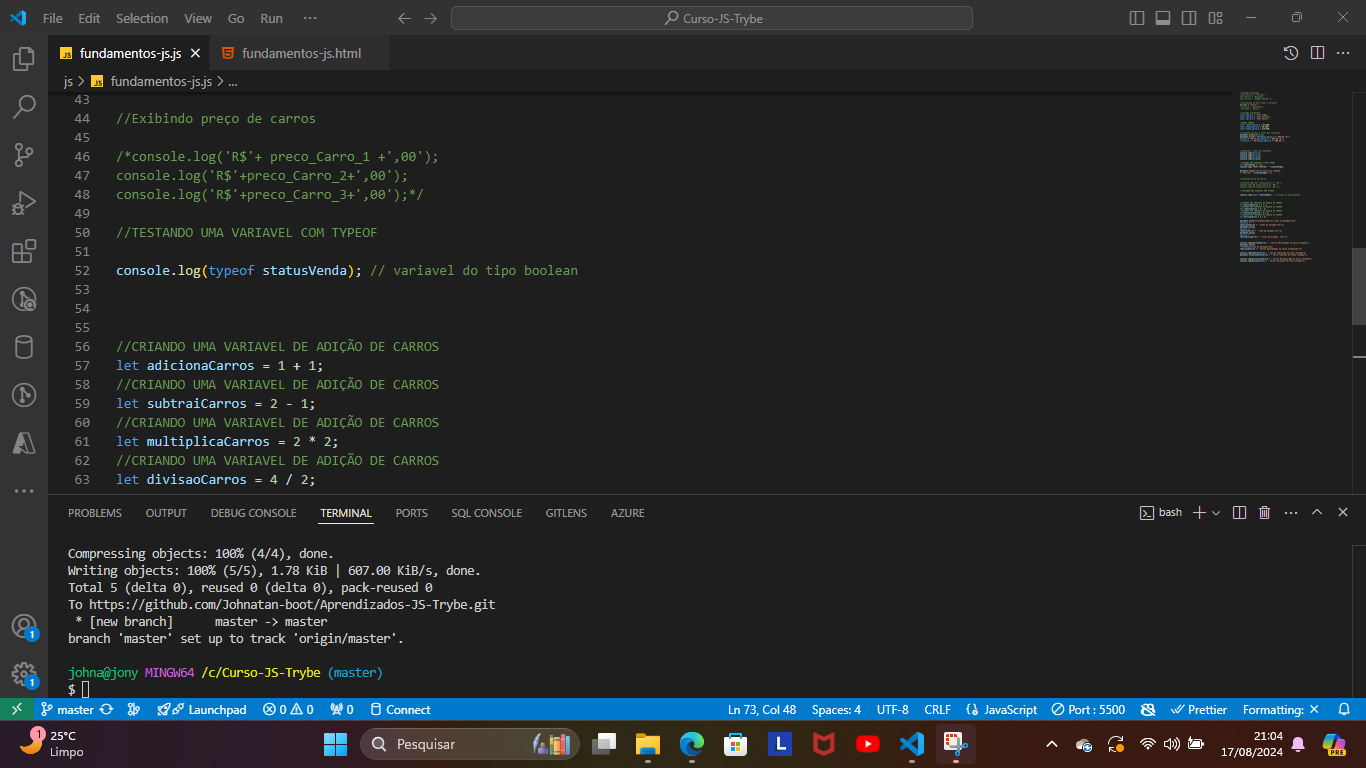 File Edit Selection View Go Run ··· Curso-JS-Trybe
JS fundamentos-js.js fundamentos-js.html
js > JS fundamentos-js.js > ...
43
44 //Exibindo preço de carros
45
46 /*console.log('R$'+ preco_Carro_1 +',00');
47 console.log('R$'+preco_Carro_2+',00');
48 console.log('R$'+preco_Carro_3+',00');*/
49
50 //TESTANDO UMA VARIAVEL COM TYPEOF
51
52 console.log(typeof statusVenda); // variavel do tipo boolean
53
54
55
56 //CRIANDO UMA VARIAVEL DE ADIÇÃO DE CARROS
57 let adicionaCarros = 1 + 1;
58 //CRIANDO UMA VARIAVEL DE ADIÇÃO DE CARROS
59 let subtraiCarros = 2 - 1;
60 //CRIANDO UMA VARIAVEL DE ADIÇÃO DE CARROS
61 let multiplicaCarros = 2 * 2;
62 //CRIANDO UMA VARIAVEL DE ADIÇÃO DE CARROS
63 let divisaoCarros = 4 / 2;
PROBLEMS OUTPUT DEBUG CONSOLE TERMINAL PORTS SQL CONSOLE GITLENS AZURE bash
Compressing objects: 100% (4/4), done.
Writing objects: 100% (5/5), 1.78 KiB | 607.00 KiB/s, done.
Total 5 (delta 0), reused 0 (delta 0), pack-reused 0
To https://github.com/Johnatan-boot/Aprendizados-JS-Trybe.git
 * [new branch]      master -> master
branch 'master' set up to track 'origin/master'.
johna@jony MINGW64 /c/Curso-JS-Trybe (master)
$
1
1
master Launchpad 0 0 0 Connect Ln 73, Col 48 Spaces: 4 UTF-8 CRLF {} JavaScript Port : 5500 Prettier Formatting: ×
1 25°C Pesquisar L 21:04 PRE
Limpo 17/08/2024